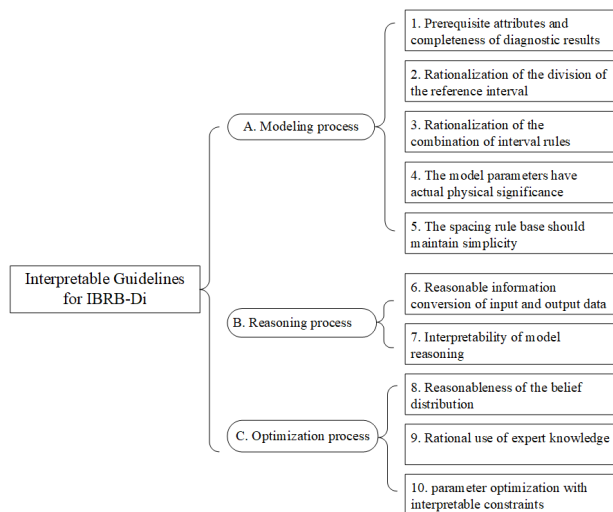 Interpretable Guidelines
for IBRB-Di
A. Modeling process
1. Prerequisite attributes and
completeness of diagnostic results
2. Rationalization of the division of
the reference interval
3. Rationalization of the
combination of interval rules
4. The model parameters have
actual physical significance
5. The spacing rule base should
maintain simplicity
B. Reasoning process
6. Reasonable information
conversion of input and output data
7. Interpretability of model
reasoning
C. Optimization process
8. Reasonableness of the belief
distribution
9. Rational use of expert knowledge
10. parameter optimization with
interpretable constraints